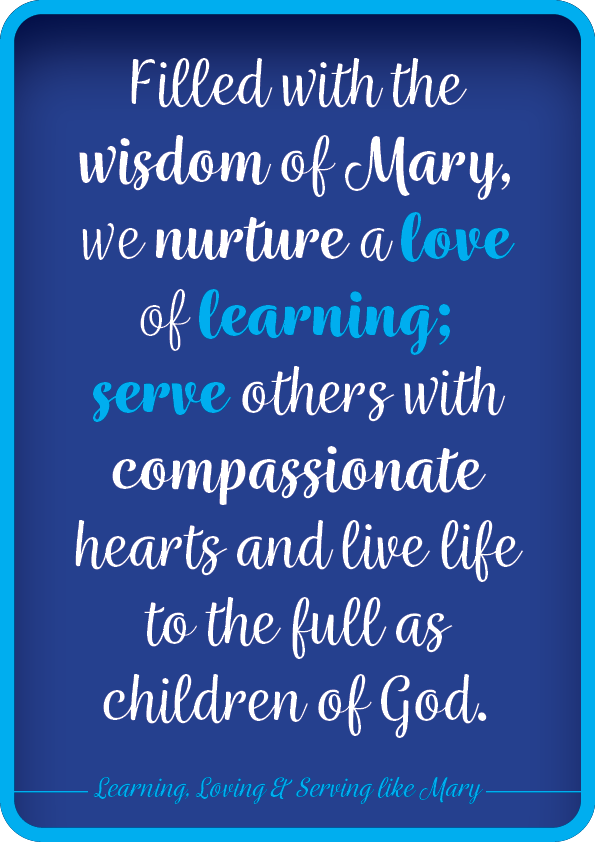 Filled with the
wisdom of Mary,
we nurture a love
of learning;
serve others with
compassionate
hearts and live life
to the full as
children of God.
Learning, Loving & Serving like Mary